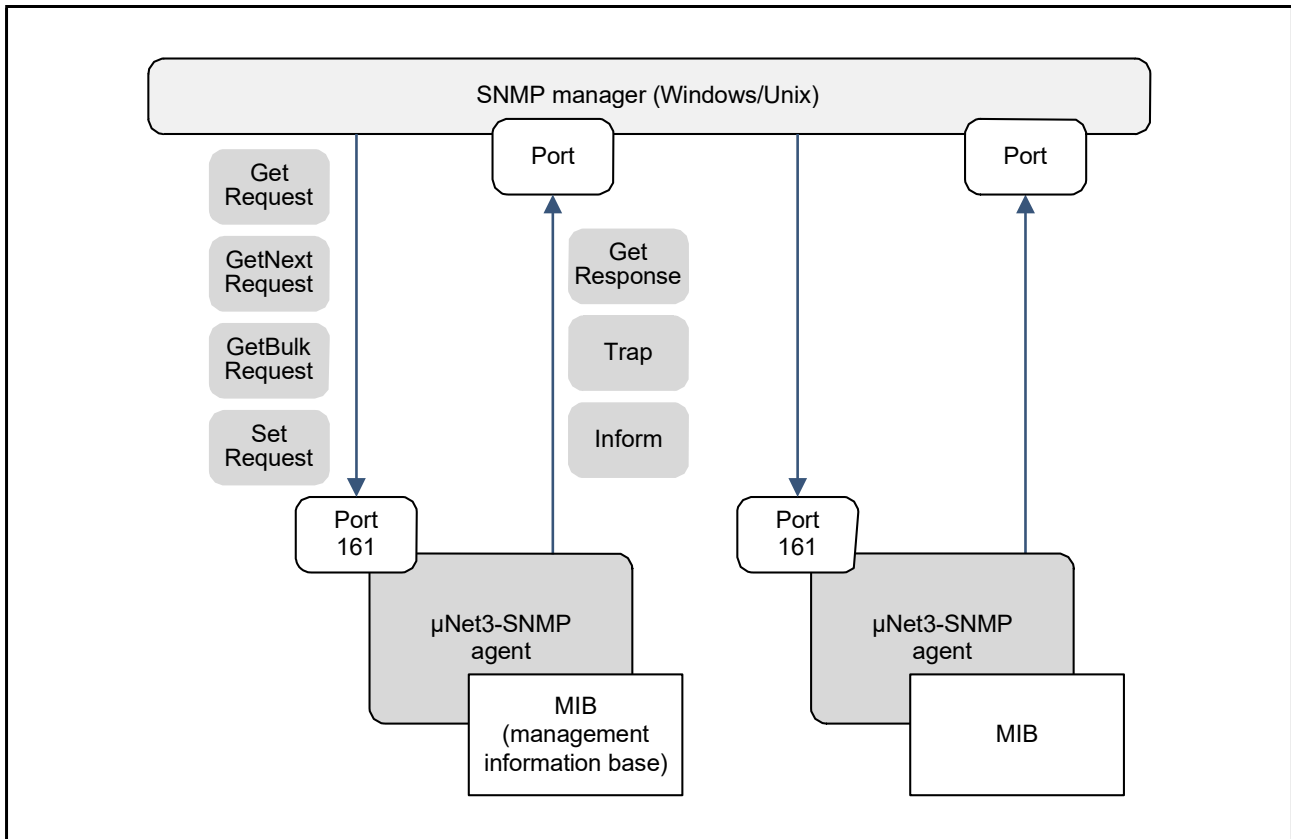 SNMP manager (Windows/Unix)
Port
Port
Get
Request
GetNext
Request
GetBulk
Request
Set
Request
Get
Response
Trap
Inform
Port
161
Port
161
µNet3-SNMP
agent
µNet3-SNMP
agent
MIB
(management
information base)
MIB